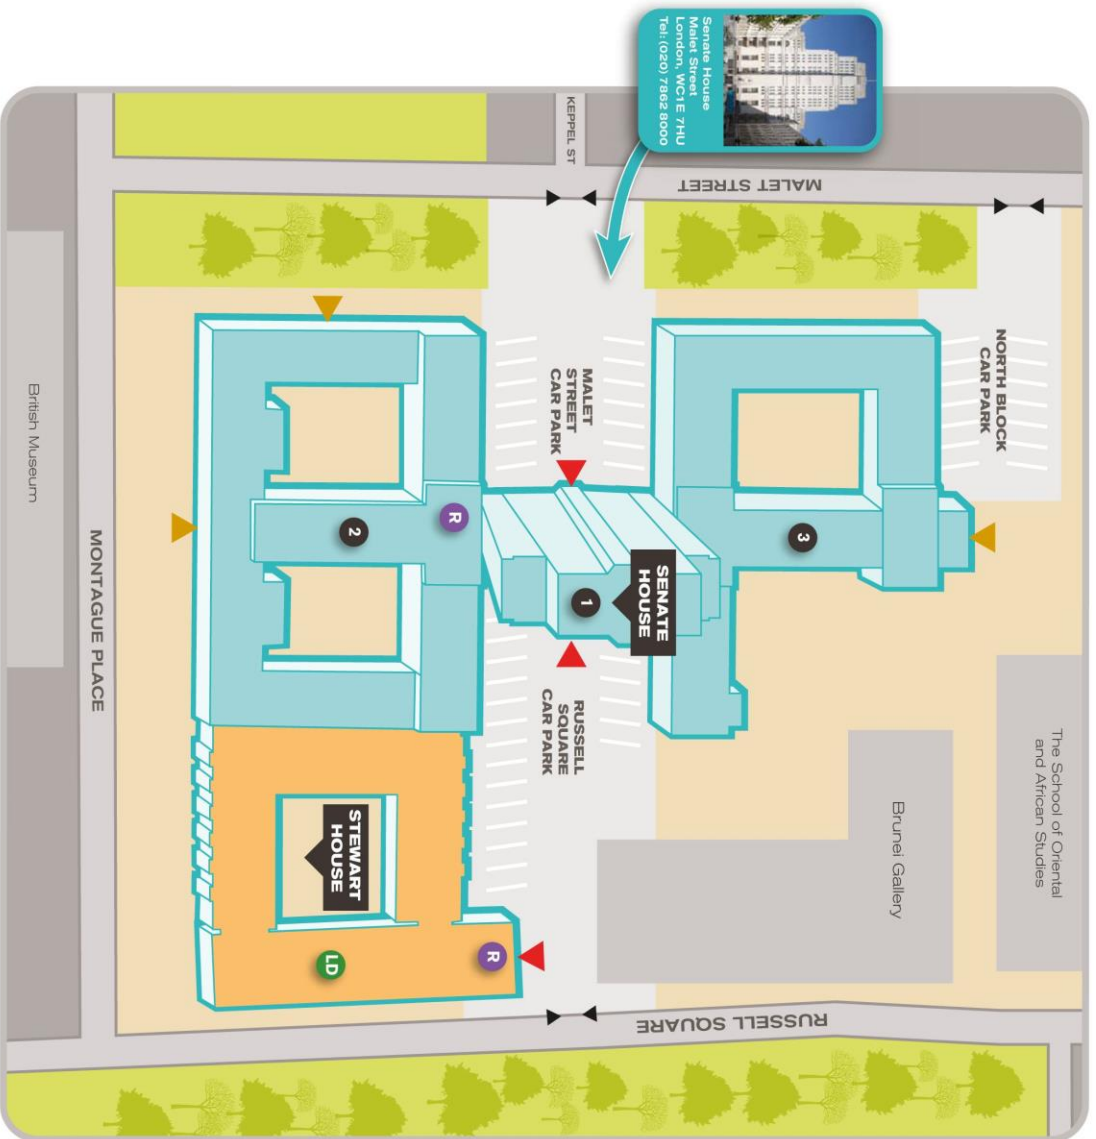 Senate House
Malet Street
London, WC1E 7HU
Tel: (020) 7862 8000
KEPPEL ST
MALET STREET
NORTH BLOCK
CAR PARK
MALET
STREET
CAR PARK
3
SENATE
HOUSE
1
R
2
British Museum
MONTAGUE PLACE
RUSSELL
SQUARE
CAR PARK
The School of Oriental
and African Studies
Brunei Gallery
STEWART
HOUSE
R
LD
RUSSELL SQUARE